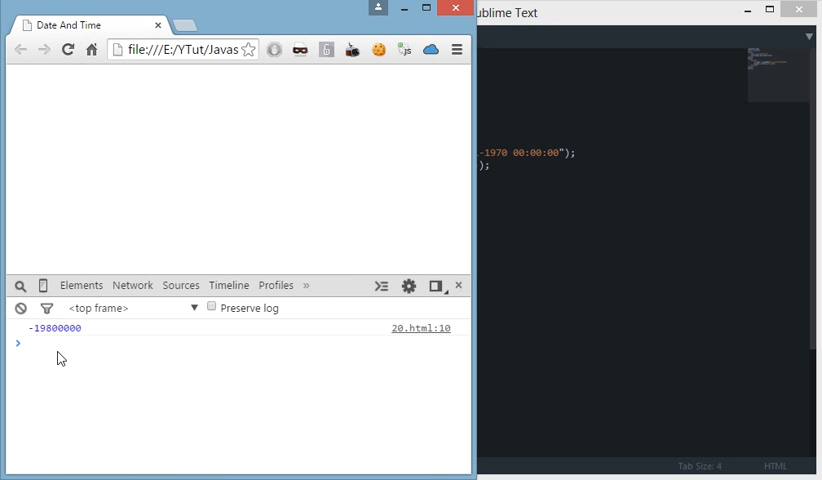 Date And Time
file:///E:/YTut/Javas
Elements Network Sources Timeline Profiles »
<top frame> Preserve log
-19800000 20.html:10
ublime Text
-1970 00:00:00");
);
Tab Size: 4 HTML